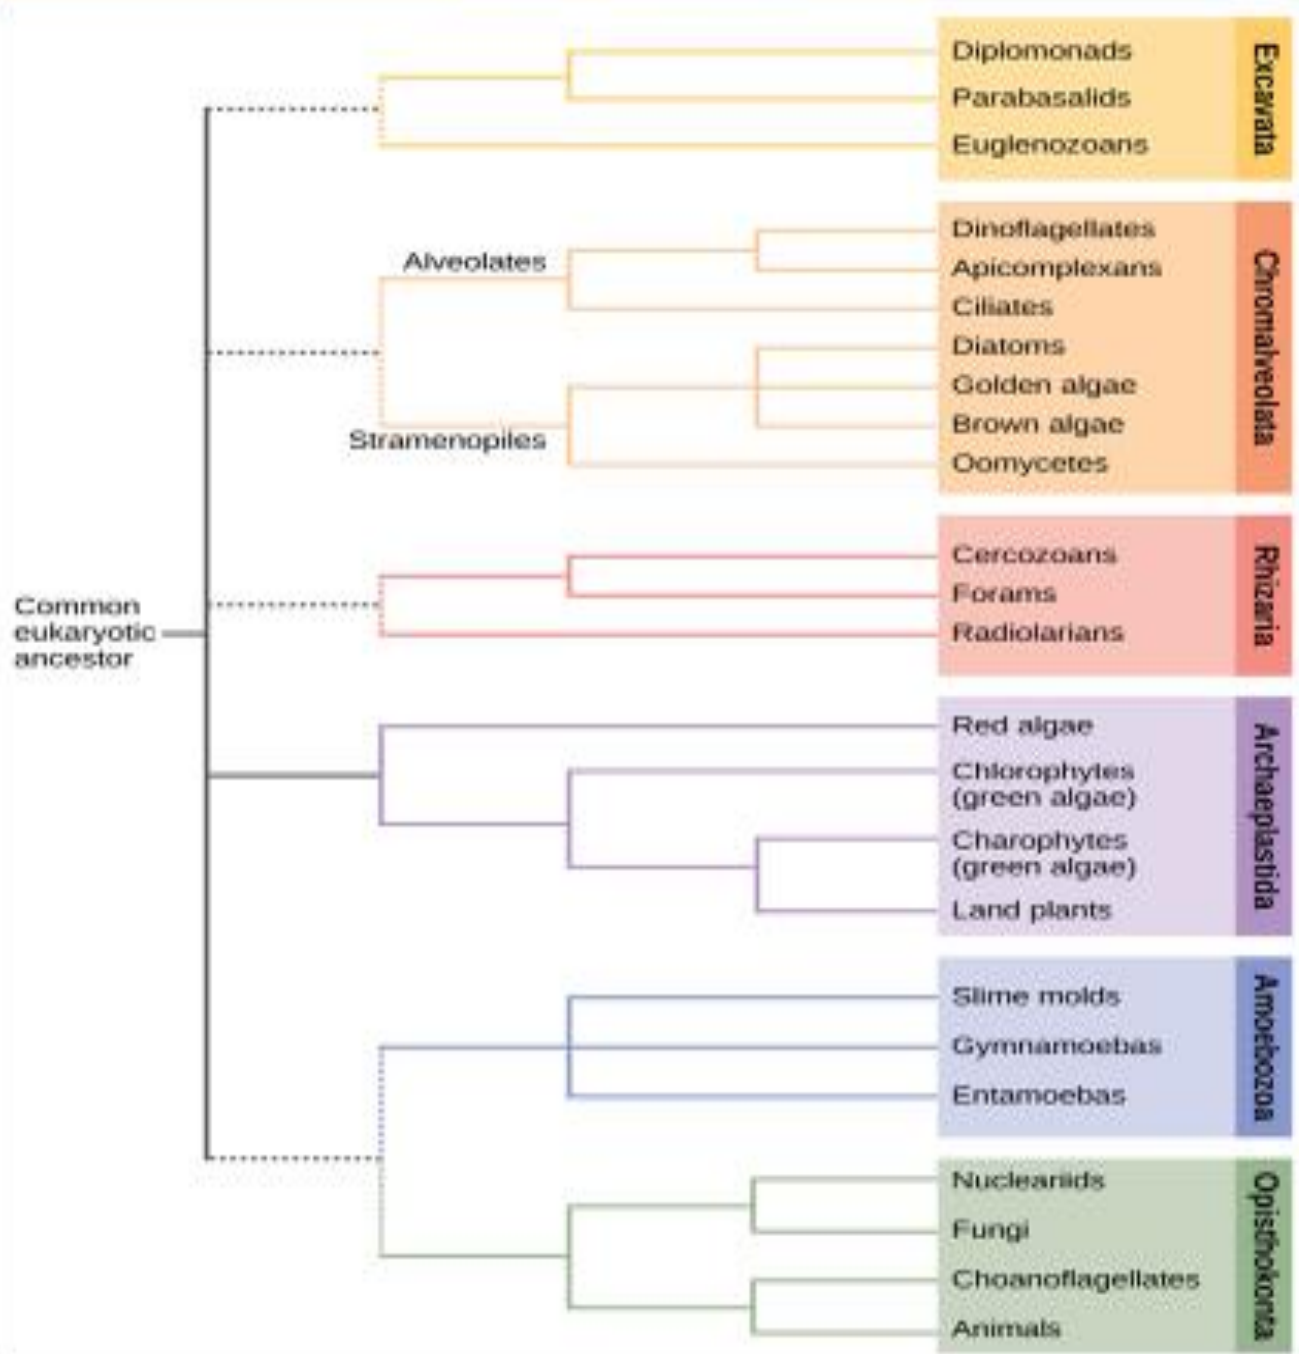 Diplomonads
Parabasalids
Euglenozoans
Excavata
Alveolates
Dinoflagellates
Apicomplexans
Ciliates
Diatoms
Golden algae
Brown algae
Stramenopiles
Oomycetes
Chromalveolata
Cercozoans
Forams
Radiolarians
Rhizaria
Common
eukaryotic
ancestor
Red algae
Chlorophytes
(green algae)
Charophytes
(green algae)
Land plants
Archaeplastida
Slime molds
Gymnamoebas
Entamoebas
Amoebozoa
Nucleariids
Fungi
Choanoflagellates
Animals
Opisthokonta